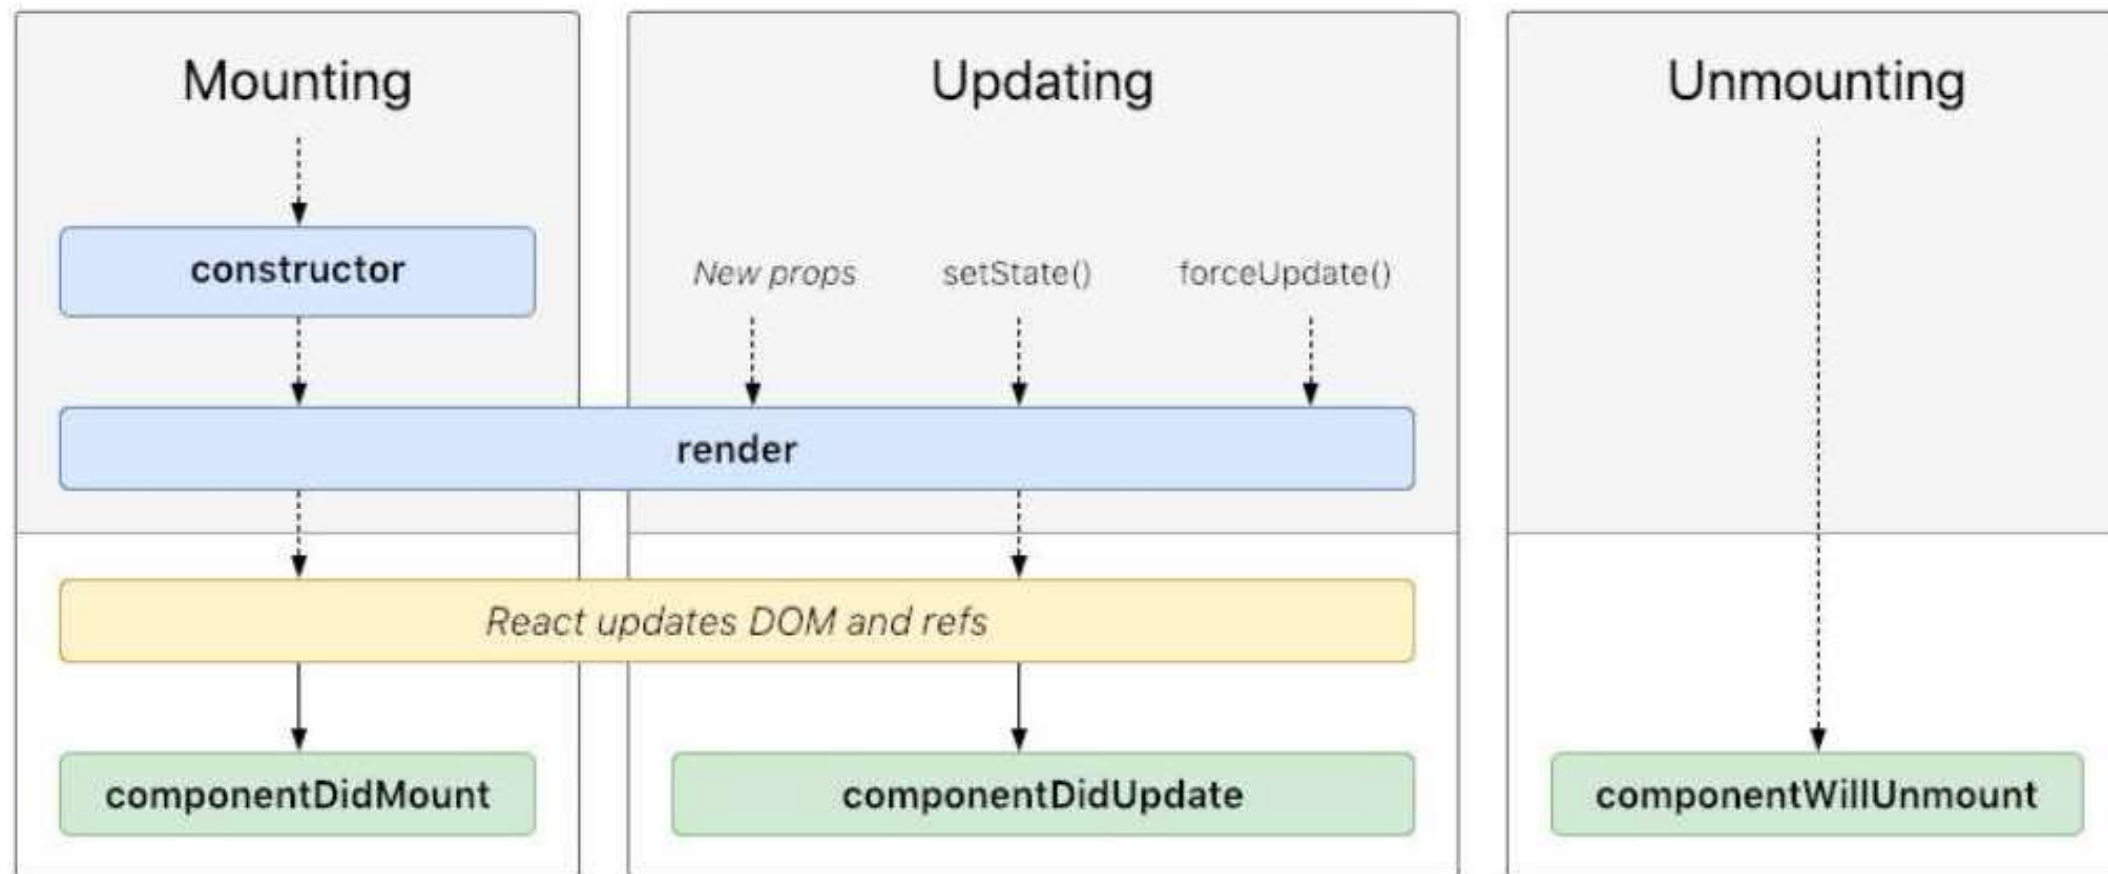 Mounting
Updating
Unmounting
constructor
New props
setState()
forceUpdate()
render
React updates DOM and refs
componentDidMount
componentDidUpdate
componentWillUnmount